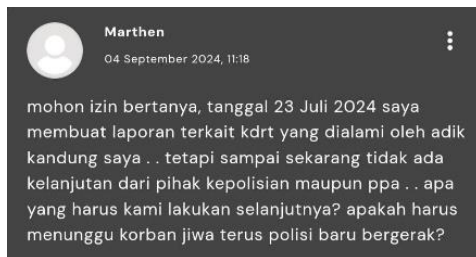 Marthen
04 September 2024, 11:18
mohon izin bertanya, tanggal 23 Juli 2024 saya
membuat laporan terkait kdrt yang dialami oleh adik
kandung saya . . tetapi sampai sekarang tidak ada
kelanjutan dari pihak kepolisian maupun ppa . . apa
yang harus kami lakukan selanjutnya? apakah harus
menunggu korban jiwa terus polisi baru bergerak?